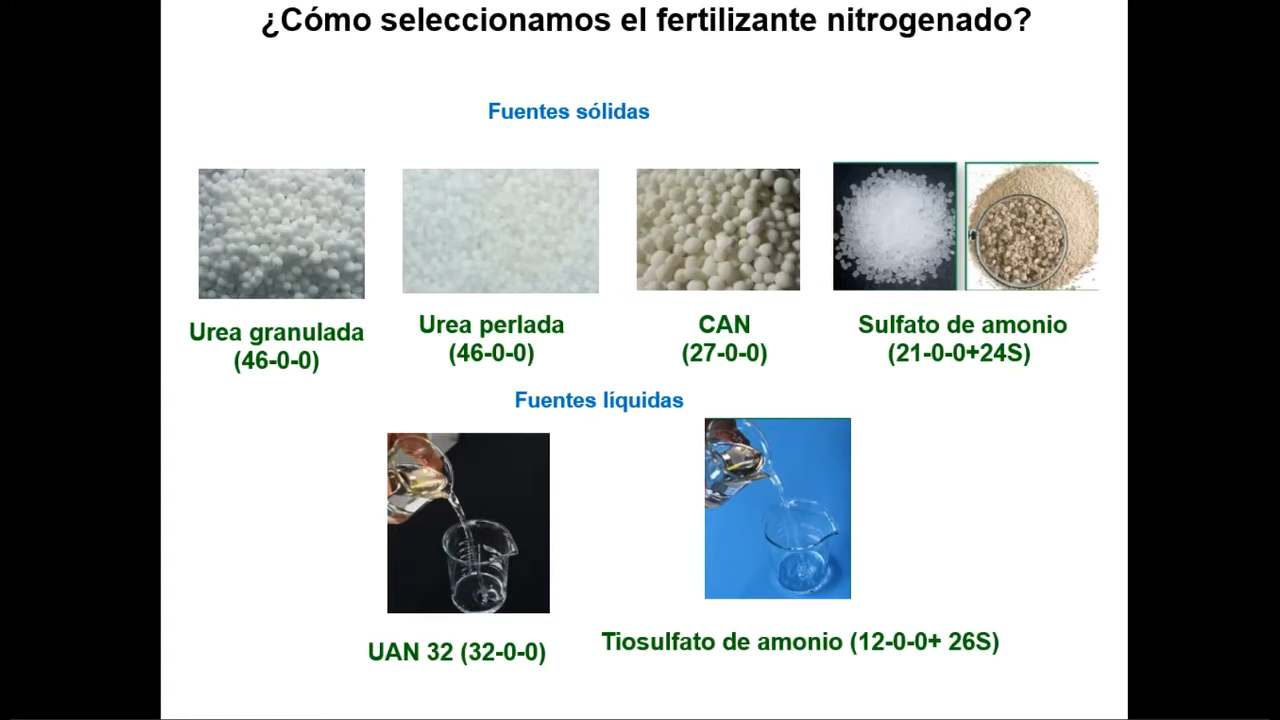 ¿Cómo seleccionamos el fertilizante nitrogenado?
Fuentes sólidas
Urea granulada
(46-0-0)
Urea perlada
(46-0-0)
CAN
(27-0-0)
Sulfato de amonio
(21-0-0+24S)
Fuentes líquidas
UAN 32 (32-0-0)
Tiosulfato de amonio (12-0-0+ 26S)